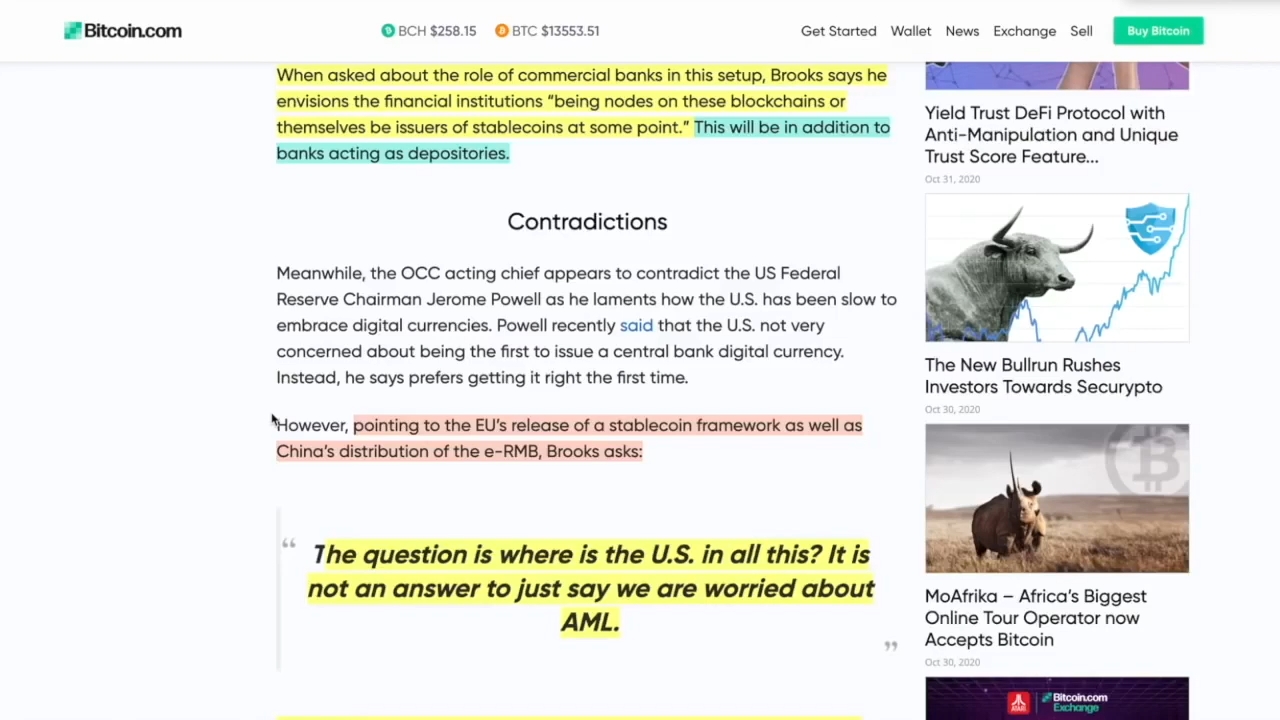 Bitcoin.com
BCH $258.15
BTC $13553.51
Get Started
Wallet
News
Exchange
Sell
Buy Bitcoin
When asked about the role of commercial banks in this setup, Brooks says he
envisions the financial institutions “being nodes on these blockchains or
themselves be issuers of stablecoins at some point.” This will be in addition to
banks acting as depositories.
Contradictions
Meanwhile, the OCC acting chief appears to contradict the US Federal
Reserve Chairman Jerome Powell as he laments how the U.S. has been slow to
embrace digital currencies. Powell recently said that the U.S. not very
concerned about being the first to issue a central bank digital currency.
Instead, he says prefers getting it right the first time.
However, pointing to the EU’s release of a stablecoin framework as well as
China’s distribution of the e-RMB, Brooks asks:
“ The question is where is the U.S. in all this? It is
not an answer to just say we are worried about
AML. ”
Yield Trust DeFi Protocol with
Anti-Manipulation and Unique
Trust Score Feature...
Oct 31, 2020
The New Bullrun Rushes
Investors Towards Securypto
Oct 30, 2020
MoAfrika – Africa’s Biggest
Online Tour Operator now
Accepts Bitcoin
Oct 30, 2020
ATARI
Bitcoin.com
Exchange